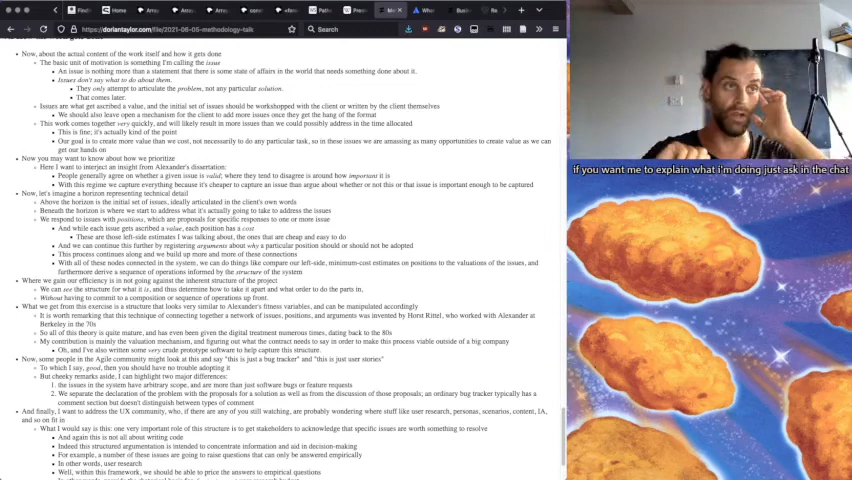 Home
https://doriantaylor.com/file/2021-06-05-methodology-talk
Search
• Now, about the actual content of the work itself and how it gets done
◦ The basic unit of motivation is something I'm calling the issue
▪ An issue is nothing more than a statement that there is some state of affairs in the world that needs something done about it.
▪ Issues don't say what to do about them.
▪ They only attempt to articulate the problem, not any particular solution.
▪ That comes later.
◦ Issues are what get ascribed a value, and the initial set of issues should be workshopped with the client or written by the client themselves
▪ We should also leave open a mechanism for the client to add more issues once they get the hang of the format
◦ This work comes together very quickly, and will likely result in more issues than we could possibly address in the time allocated
▪ This is fine; it's actually kind of the point
▪ Our goal is to create more value than we cost, not necessarily to do any particular task, so in these issues we are amassing as many opportunities to create value as we can
get our hands on
• Now you may want to know about how we prioritize
◦ Here I want to interject an insight from Alexander's dissertation:
▪ People generally agree on whether a given issue is valid; where they tend to disagree is around how important it is
▪ With this regime we capture everything because it's cheaper to capture an issue than argue about whether or not this or that issue is important enough to be captured
• Now, let's imagine a horizon representing technical detail
◦ Above the horizon is the initial set of issues, ideally articulated in the client's own words
◦ Beneath the horizon is where we start to address what it's actually going to take to address the issues
◦ We respond to issues with positions, which are proposals for specific responses to one or more issue
▪ And while each issue gets ascribed a value, each position has a cost
▪ These are those left-side estimates I was talking about, the ones that are cheap and easy to do
▪ And we can continue this further by registering arguments about why a particular position should or should not be adopted
▪ This process continues along and we build up more and more of these connections
▪ With all of these nodes connected in the system, we can do things like compare our left-side, minimum-cost estimates on positions to the valuations of the issues, and
furthermore derive a sequence of operations informed by the structure of the system
• Where we gain our efficiency is in not going against the inherent structure of the project
◦ We can see the structure for what it is, and thus determine how to take it apart and what order to do the parts in,
◦ Without having to commit to a composition or sequence of operations up front.
• What we get from this exercise is a structure that looks very similar to Alexander's fitness variables, and can be manipulated accordingly
◦ It is worth remarking that this technique of connecting together a network of issues, positions, and arguments was invented by Horst Rittel, who worked with Alexander at
Berkeley in the 70s
◦ So all of this theory is quite mature, and has even been given the digital treatment numerous times, dating back to the 80s
◦ My contribution is mainly the valuation mechanism, and figuring out what the contract needs to say in order to make this process viable outside of a big company
▪ Oh, and I've also written some very crude prototype software to help capture this structure.
• Now, some people in the Agile community might look at this and say "this is just a bug tracker" and "this is just user stories"
◦ To which I say, good, then you should have no trouble adopting it
◦ But cheeky remarks aside, I can highlight two major differences:
1. the issues in the system have arbitrary scope, and are more than just software bugs or feature requests
2. We separate the declaration of the problem with the proposals for a solution as well as from the discussion of those proposals; an ordinary bug tracker typically has a
comment section but doesn't distinguish between types of comment
• And finally, I want to address the UX community, who, if there are any of you still watching, are probably wondering where stuff like user research, personas, scenarios, content, IA,
and so on fit in
◦ What I would say is this: one very important role of this structure is to get stakeholders to acknowledge that specific issues are worth something to resolve
▪ And again this is not all about writing code
▪ Indeed this structured argumentation is intended to concentrate information and aid in decision-making
▪ For example, a number of these issues are going to raise questions that can only be answered empirically
▪ In other words, user research
▪ Well, within this framework, we should be able to price the answers to empirical questions
if you want me to explain what i'm doing just ask in the chat